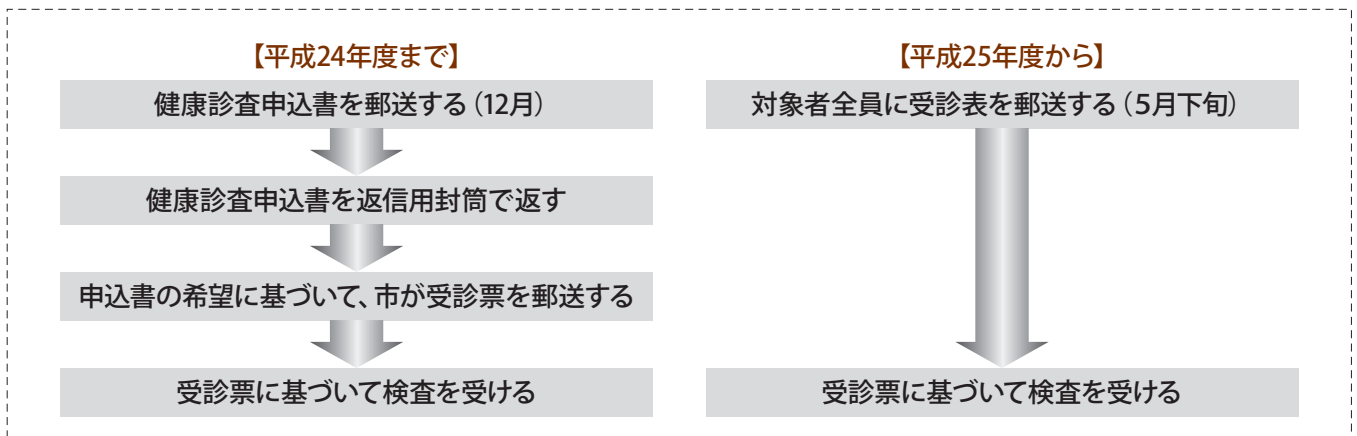 【平成24年度まで】
健康診査申込書を郵送する（12月）
健康診査申込書を返信用封筒で返す
申込書の希望に基づいて、市が受診票を郵送する
受診票に基づいて検査を受ける
【平成25年度から】
対象者全員に受診表を郵送する（５月下旬）
受診票に基づいて検査を受ける